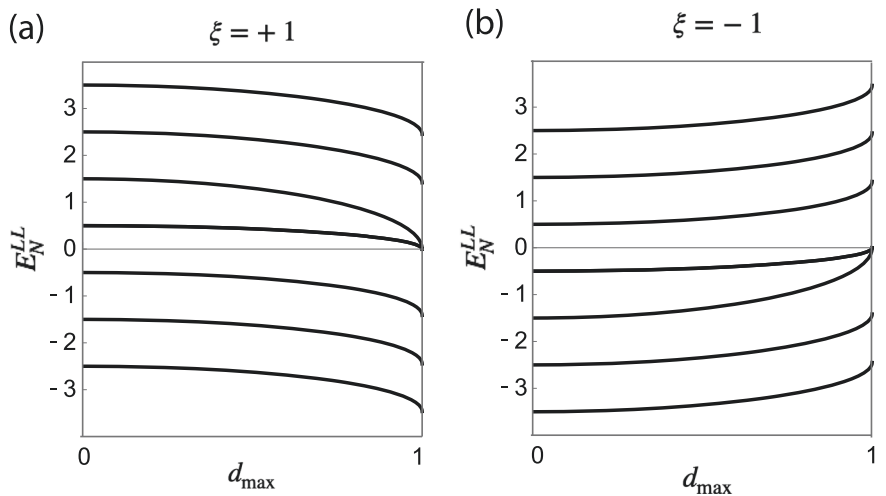 (a)
ξ = + 1
3
2
1
0
- 1
- 2
- 3
E_N^{LL}
0
d_max
1
(b)
ξ = − 1
3
2
1
0
- 1
- 2
- 3
E_N^{LL}
0
d_max
1